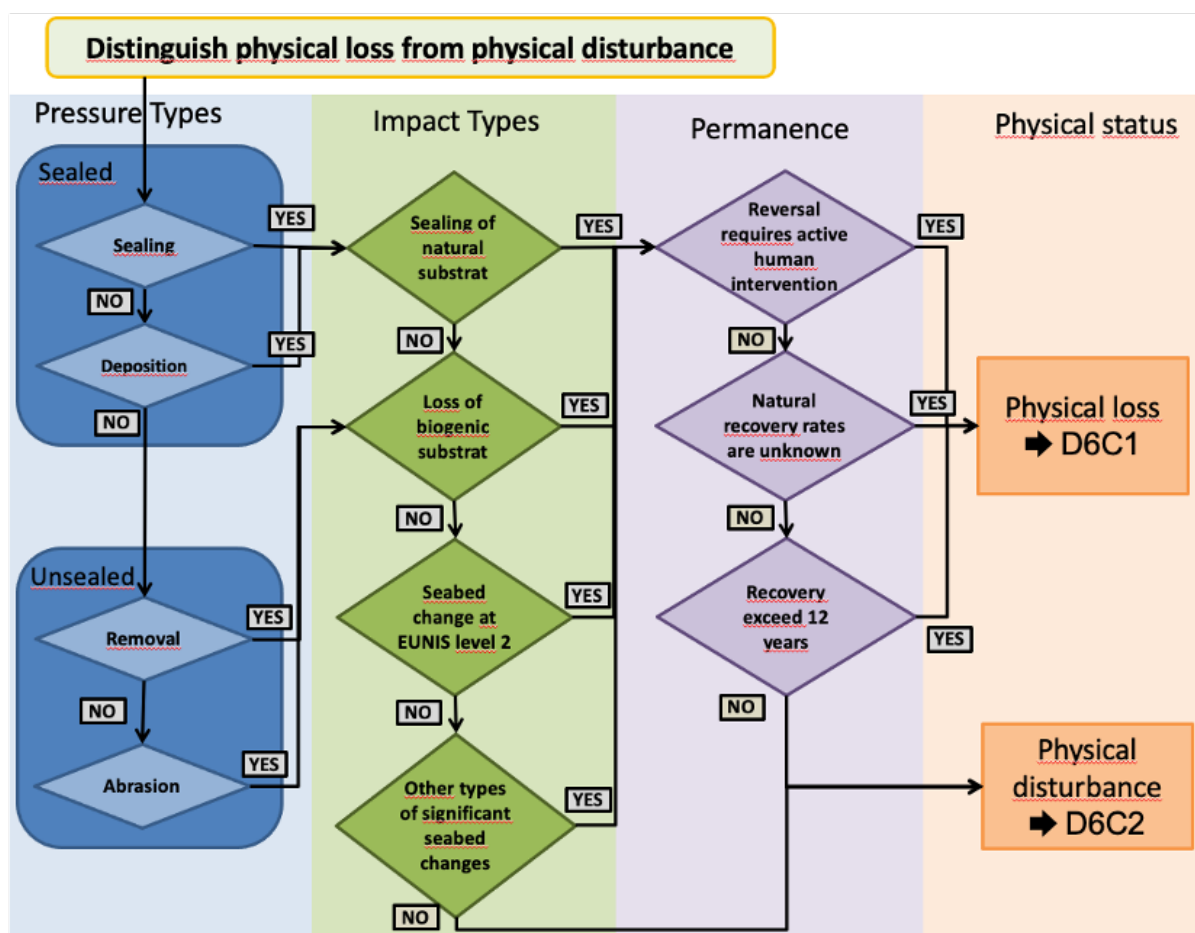 Distinguish physical loss from physical disturbance
Pressure Types
Impact Types
Permanence
Physical status
Sealed
Sealing
YES
NO
Deposition
YES
NO
Unsealed
Removal
YES
NO
Abrasion
YES
Sealing of
natural
substrat
YES
NO
Loss of
biogenic
substrat
YES
NO
Seabed
change at
EUNIS level 2
YES
NO
Other types
of significant
seabed
changes
YES
NO
Reversal
requires active
human
intervention
YES
NO
Natural
recovery rates
are unknown
YES
NO
Recovery
exceed 12
years
YES
NO
Physical loss
🡆 D6C1
Physical
disturbance
🡆 D6C2